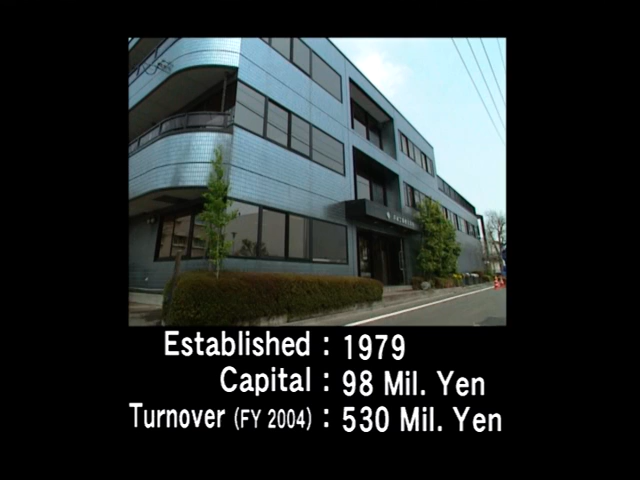 Established : 1979
Capital : 98 Mil. Yen
Turnover (FY 2004) : 530 Mil. Yen